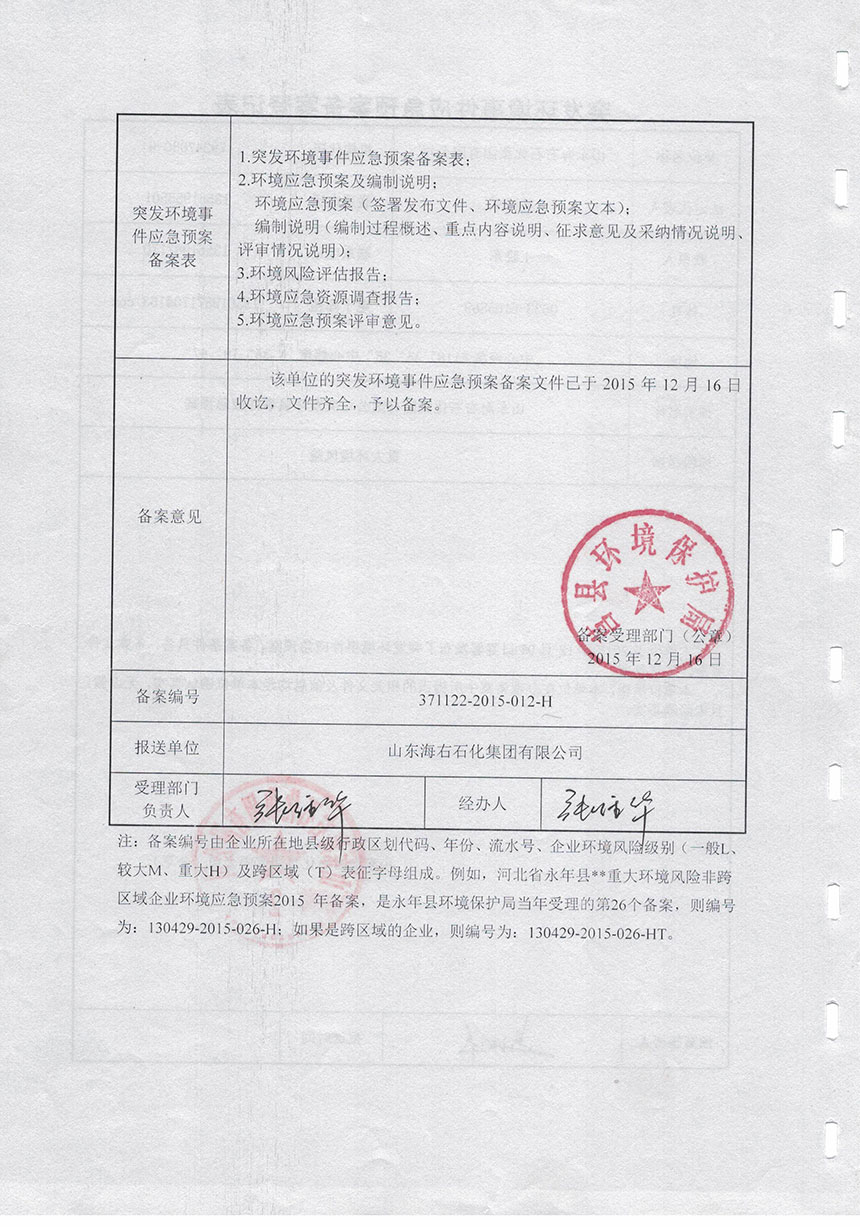 突发环境事
件应急预案
备案表
1.突发环境事件应急预案备案表；
2.环境应急预案及编制说明；
环境应急预案（签署发布文件、环境应急预案文本）；
编制说明（编制过程概述、重点内容说明、征求意见及采纳情况说明、
评审情况说明）；
3.环境风险评估报告；
4.环境应急资源调查报告；
5.环境应急预案评审意见。
备案意见
该单位的突发环境事件应急预案备案文件已于 2015 年 12 月 16 日
收讫，文件齐全，予以备案。
莒县环境保护局
备案受理部门（公章）
2015 年 12 月 16 日
备案编号
371122-2015-012-H
报送单位
山东海右石化集团有限公司
受理部门
负责人
经办人
注：备案编号由企业所在地县级行政区划代码、年份、流水号、企业环境风险级别（一般L、
较大M、重大H）及跨区域（T）表征字母组成。例如，河北省永年县**重大环境风险非跨
区域企业环境应急预案2015 年备案，是永年县环境保护局当年受理的第26个备案，则编号
为：130429-2015-026-H；如果是跨区域的企业，则编号为：130429-2015-026-HT。